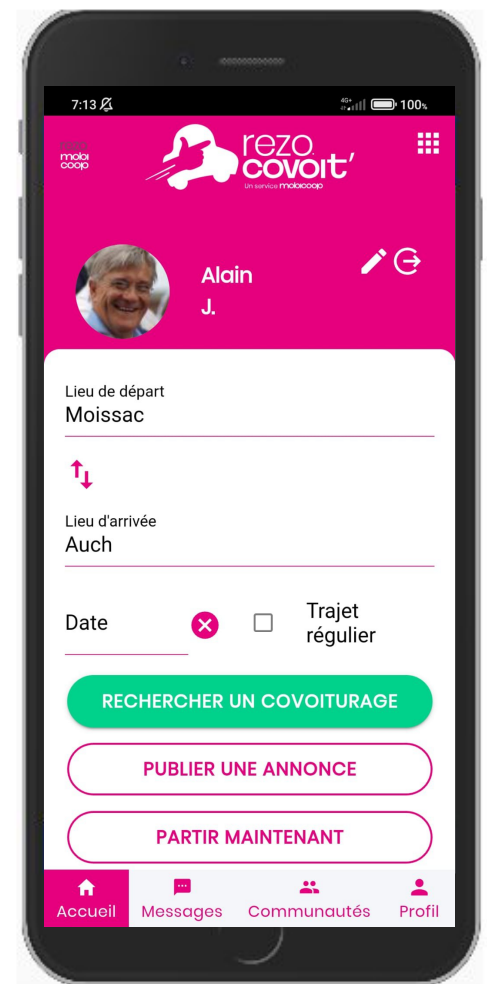 7:13
4G+
100%
mobi
coop
rezo
covoit'
Un service mobicoop
Alain
J.
Lieu de départ
Moissac
Lieu d'arrivée
Auch
Date
Trajet
régulier
RECHERCHER UN COVOITURAGE
PUBLIER UNE ANNONCE
PARTIR MAINTENANT
Accueil
Messages
Communautés
Profil